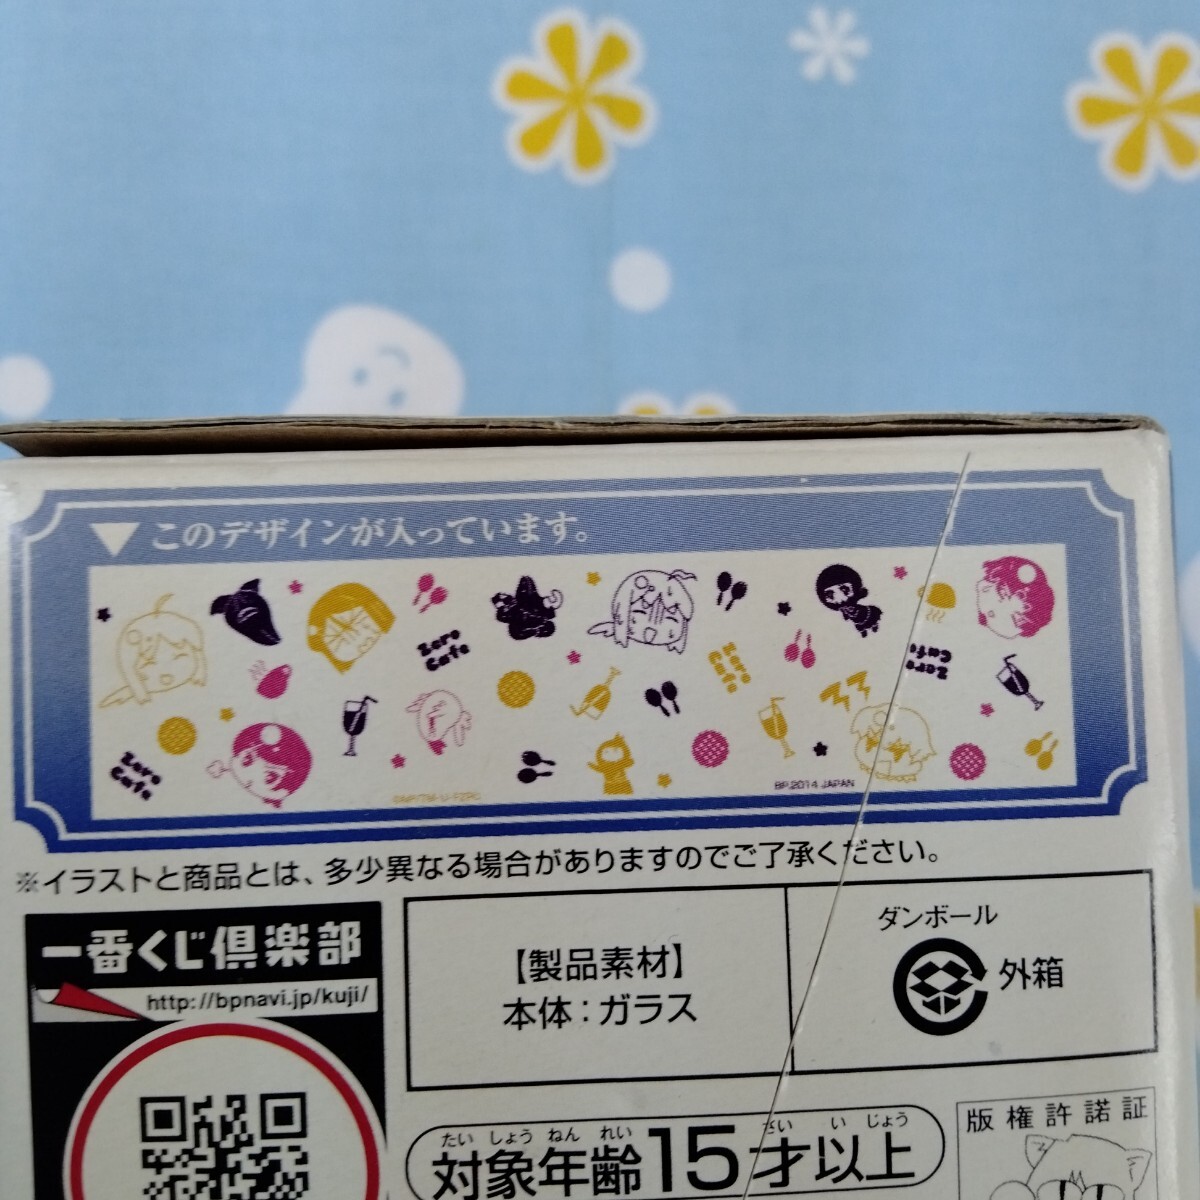 ▼このデザインが入っています。
Zero Cafe
Zero Cafe
Zero Cafe
Zero Cafe
BP.2014 JAPAN
※イラストと商品とは、多少異なる場合がありますのでご了承ください。
一番くじ倶楽部
http://bpnavi.jp/kuji/
【製品素材】
本体：ガラス
ダンボール
外箱
たいしょうねんれい さいいじょう
対象年齢15才以上
版権許諾証